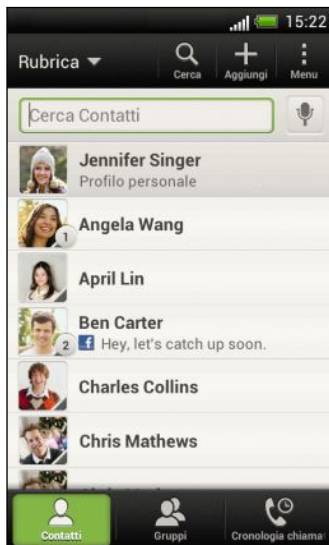 15:22
Rubrica
Cerca
Aggiungi
Menu
Cerca Contatti
Jennifer Singer
Profilo personale
1
Angela Wang
April Lin
Ben Carter
2
f Hey, let's catch up soon.
Charles Collins
Chris Mathews
Contatti
Gruppi
Cronologia chiama